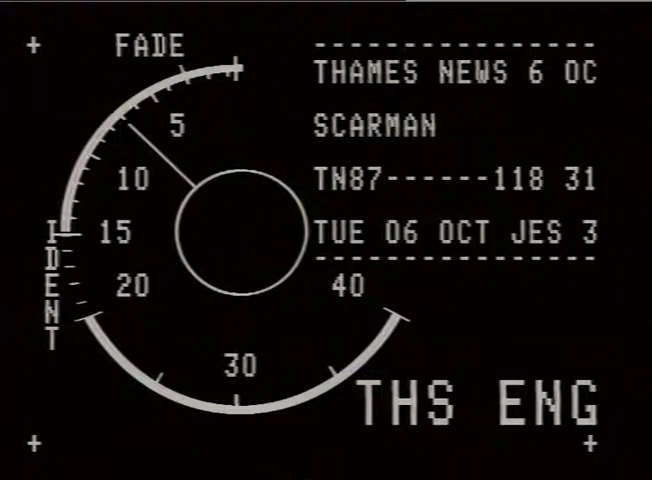 FADE
---------------
THAMES NEWS 6 OC
5
SCARMAN
10
TN87------118 31
15
TUE 06 OCT JES 3
---------------
IDENT
20
40
30
THS ENG